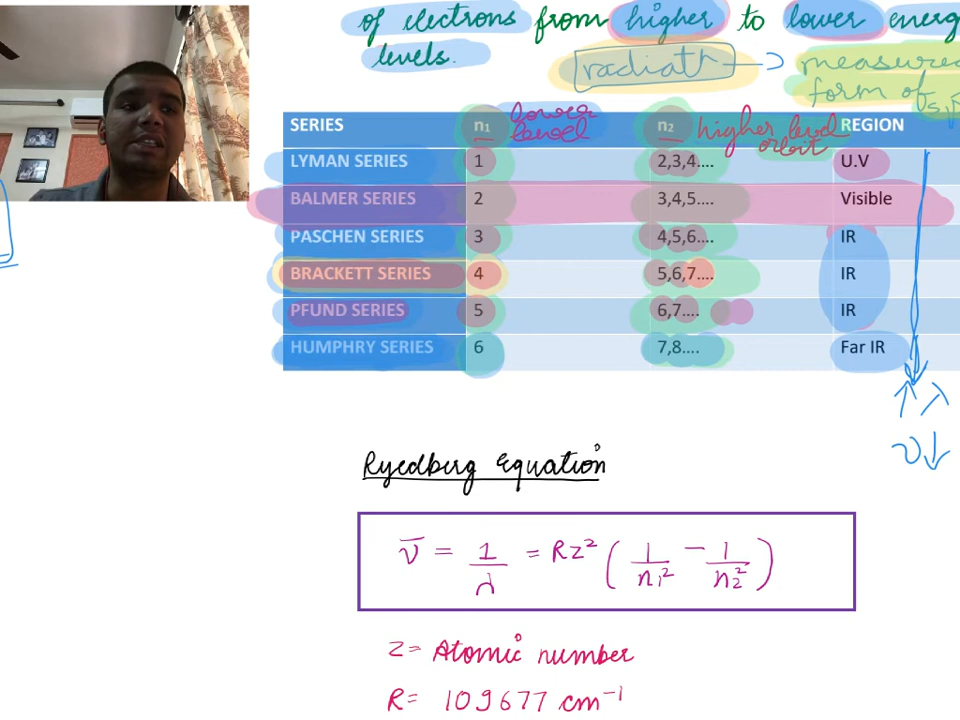 of electrons from higher to lower energ
levels.
radiatn → measured
form of
SERIES n₁ lower level n₂ higher level orbit REGION
LYMAN SERIES 1 2,3,4.... U.V
BALMER SERIES 2 3,4,5.... Visible
PASCHEN SERIES 3 4,5,6.... IR
BRACKETT SERIES 4 5,6,7.... IR
PFUND SERIES 5 6,7.... IR
HUMPHRY SERIES 6 7,8.... Far IR
↑ λ
ν ↓
Ryedberg Equation
ν̅ = 1/λ = RZ² ( 1/n₁² − 1/n₂² )
Z = Atomic number
R = 109677 cm⁻¹